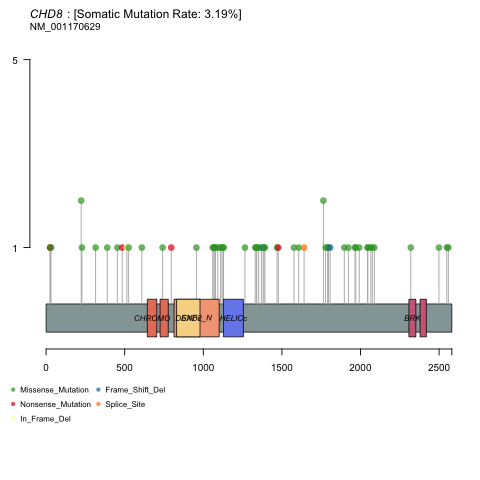 CHD8 : [Somatic Mutation Rate: 3.19%]
NM_001170629
5
1
CHROMO HELICc BRK
0 500 1000 1500 2000 2500
Missense_Mutation Frame_Shift_Del
Nonsense_Mutation Splice_Site
In_Frame_Del